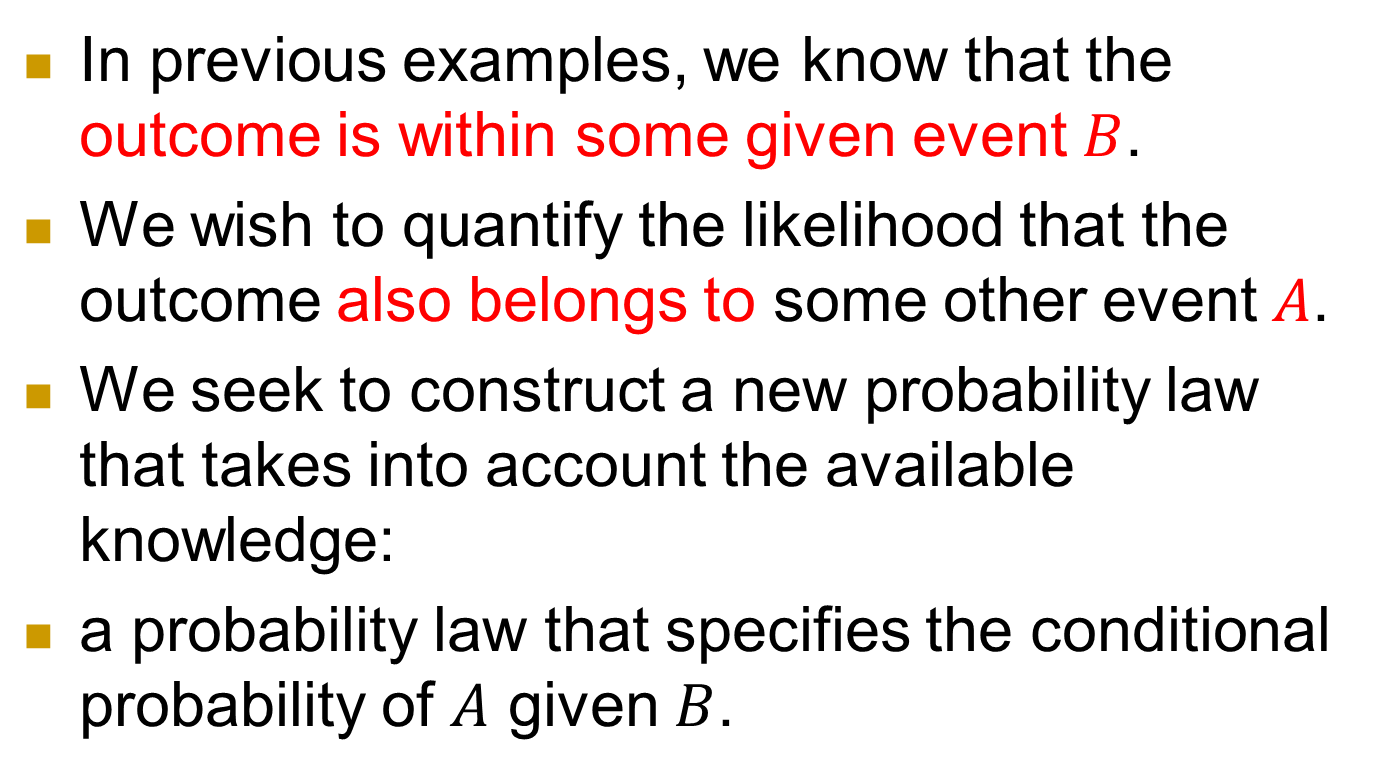 In previous examples, we know that the
outcome is within some given event B.
We wish to quantify the likelihood that the
outcome also belongs to some other event A.
We seek to construct a new probability law
that takes into account the available
knowledge:
a probability law that specifies the conditional
probability of A given B.